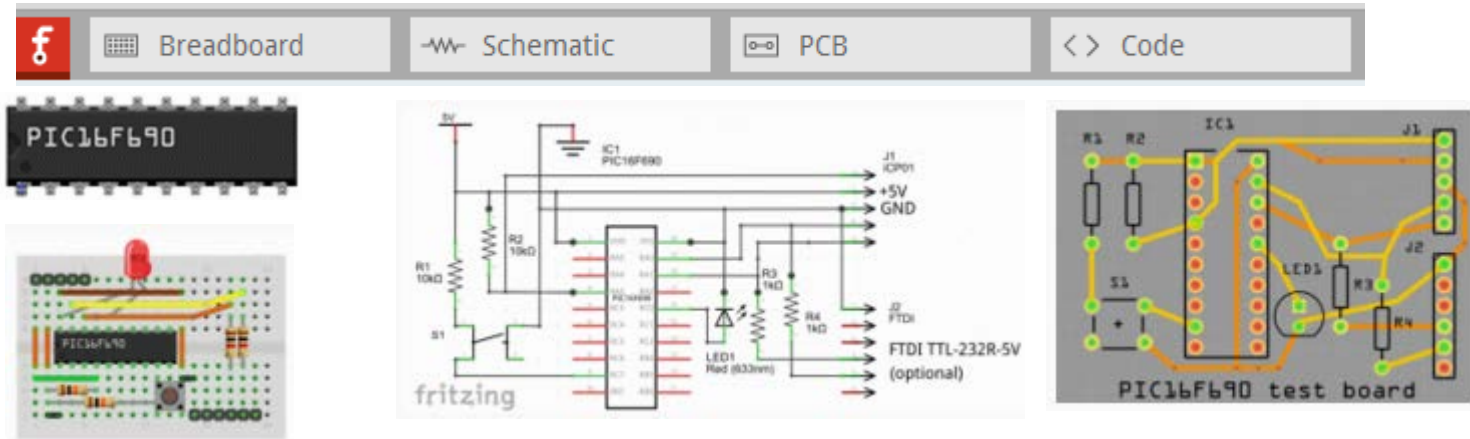 Breadboard
Schematic
PCB
Code
PIC16F690
PIC16F690
5V
IC1
PIC16F690
J1
ICP01
+5V
GND
R1
10kΩ
R2
10kΩ
S1
R3
1kΩ
R4
1kΩ
LED1
Red (633nm)
J2
FTDI
FTDI TTL-232R-5V
(optional)
fritzing
R1 R2
IC1
J1
J2
LED1
R3
S1
R4
PIC16F690 test board